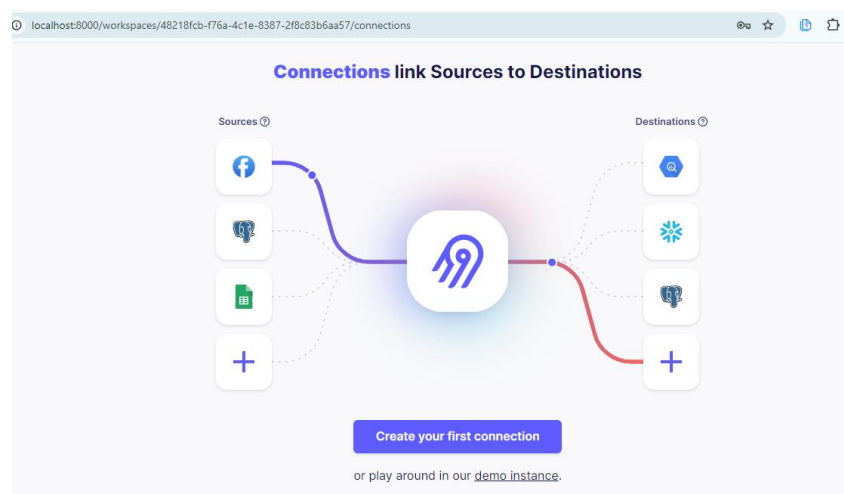 localhost:8000/workspaces/48218fcb-f76a-4c1e-8387-2f8c83b6aa57/connections
Connections link Sources to Destinations
Sources
Destinations
Create your first connection
or play around in our demo instance.